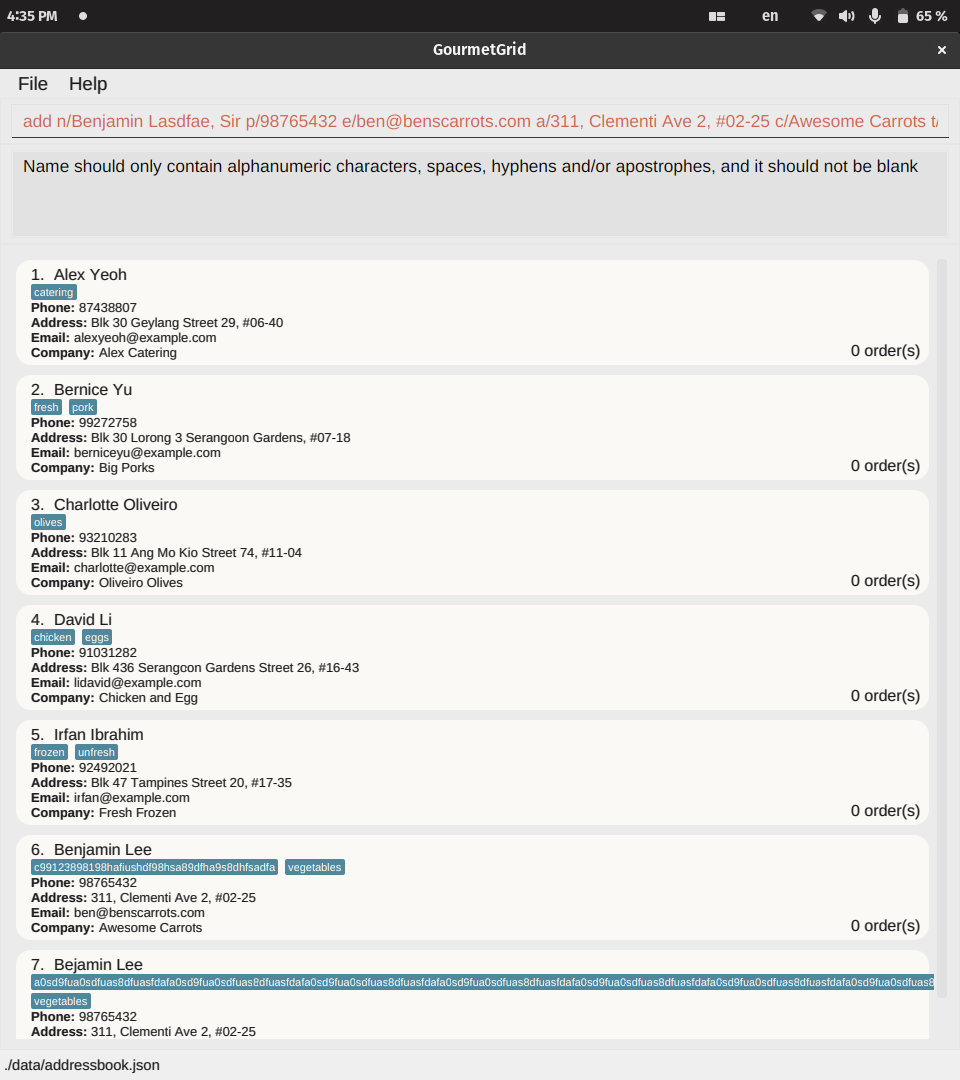 4:35 PM en 65 %
GourmetGrid ×
File Help
add n/Benjamin Lasdfae, Sir p/98765432 e/ben@benscarrots.com a/311, Clementi Ave 2, #02-25 c/Awesome Carrots t/
Name should only contain alphanumeric characters, spaces, hyphens and/or apostrophes, and it should not be blank
1. Alex Yeoh
catering
Phone: 87438807
Address: Blk 30 Geylang Street 29, #06-40
Email: alexyeoh@example.com
Company: Alex Catering
0 order(s)
2. Bernice Yu
fresh pork
Phone: 99272758
Address: Blk 30 Lorong 3 Serangoon Gardens, #07-18
Email: berniceyu@example.com
Company: Big Porks
0 order(s)
3. Charlotte Oliveiro
olives
Phone: 93210283
Address: Blk 11 Ang Mo Kio Street 74, #11-04
Email: charlotte@example.com
Company: Oliveiro Olives
0 order(s)
4. David Li
chicken eggs
Phone: 91031282
Address: Blk 436 Serangoon Gardens Street 26, #16-43
Email: lidavid@example.com
Company: Chicken and Egg
0 order(s)
5. Irfan Ibrahim
frozen unfresh
Phone: 92492021
Address: Blk 47 Tampines Street 20, #17-35
Email: irfan@example.com
Company: Fresh Frozen
0 order(s)
6. Benjamin Lee
c99123898198hafiushdf98hsa89dfha9s8dhfsadfa vegetables
Phone: 98765432
Address: 311, Clementi Ave 2, #02-25
Email: ben@benscarrots.com
Company: Awesome Carrots
0 order(s)
7. Bejamin Lee
a0sd9fua0sdfuas8dfuasfdafa0sd9fua0sdfuas8dfuasfdafa0sd9fua0sdfuas8dfuasfdafa0sd9fua0sdfuas8dfuasfdafa0sd9fua0sdfuas8dfuasfdafa0sd9fua0sdfuas8
vegetables
Phone: 98765432
Address: 311, Clementi Ave 2, #02-25
./data/addressbook.json